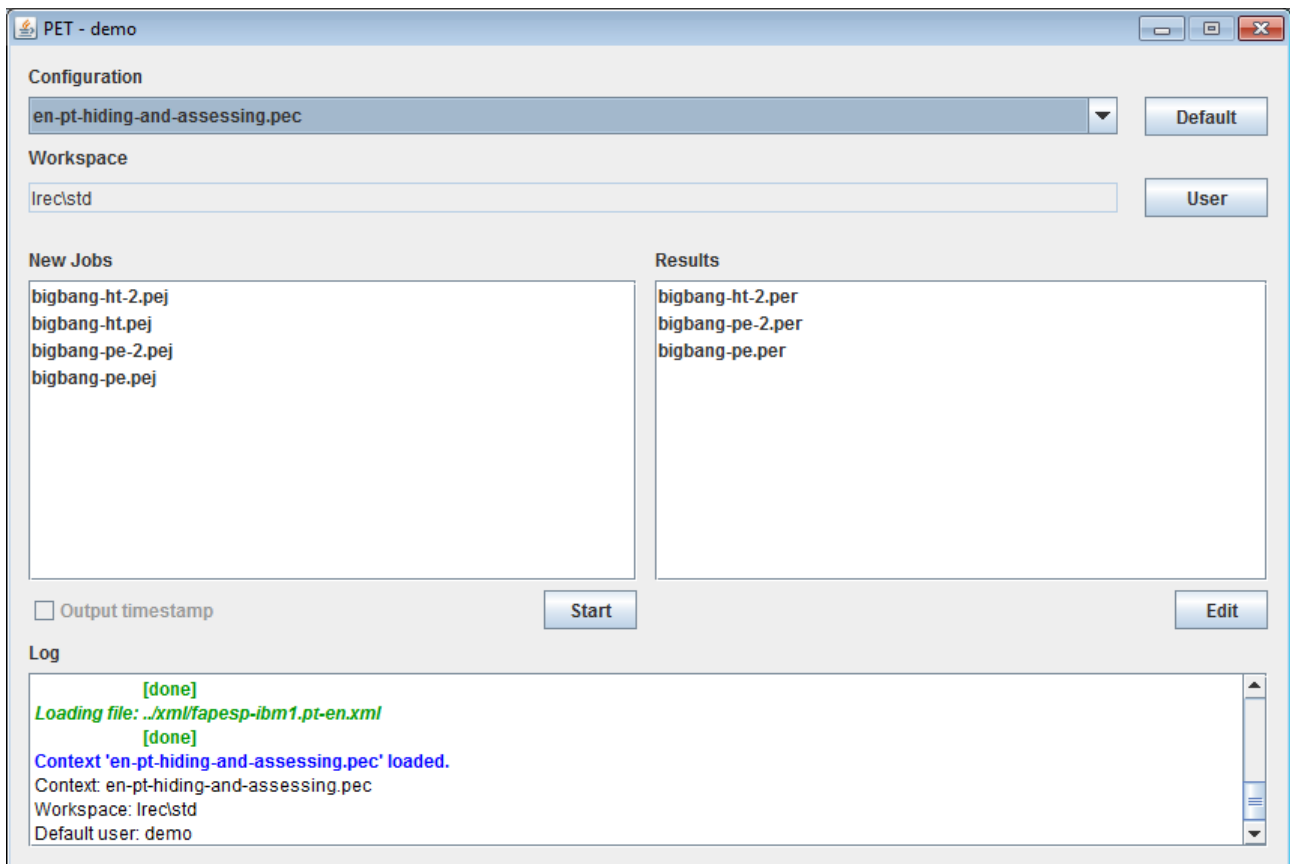 PET - demo
Configuration
en-pt-hiding-and-assessing.pec
Default
Workspace
lrec\std
User
New Jobs
Results
bigbang-ht-2.pej
bigbang-ht.pej
bigbang-pe-2.pej
bigbang-pe.pej
bigbang-ht-2.per
bigbang-pe-2.per
bigbang-pe.per
Output timestamp
Start
Edit
Log
[done]
Loading file: ../xml/fapesp-ibm1.pt-en.xml
[done]
Context 'en-pt-hiding-and-assessing.pec' loaded.
Context: en-pt-hiding-and-assessing.pec
Workspace: lrec\std
Default user: demo